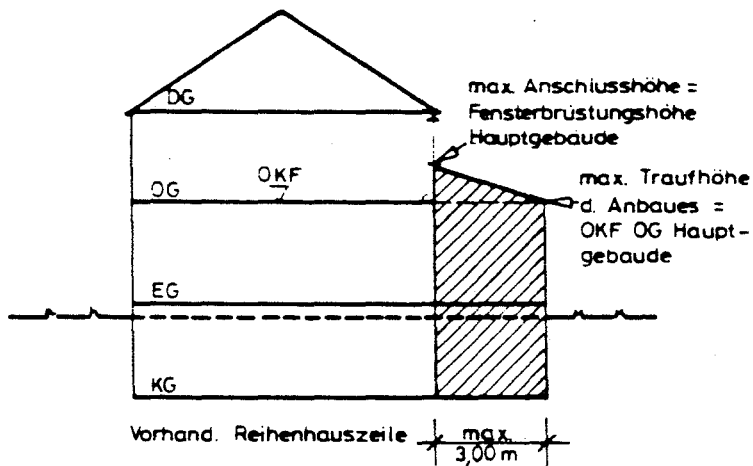 DG
max. Anschlusshöhe =
Fensterbrüstungshöhe
Hauptgebäude
OKF
OG
max. Traufhöhe
d. Anbaues =
OKF OG Haupt-
gebäude
EG
KG
Vorhand. Reihenhauszeile
max.
3,00 m